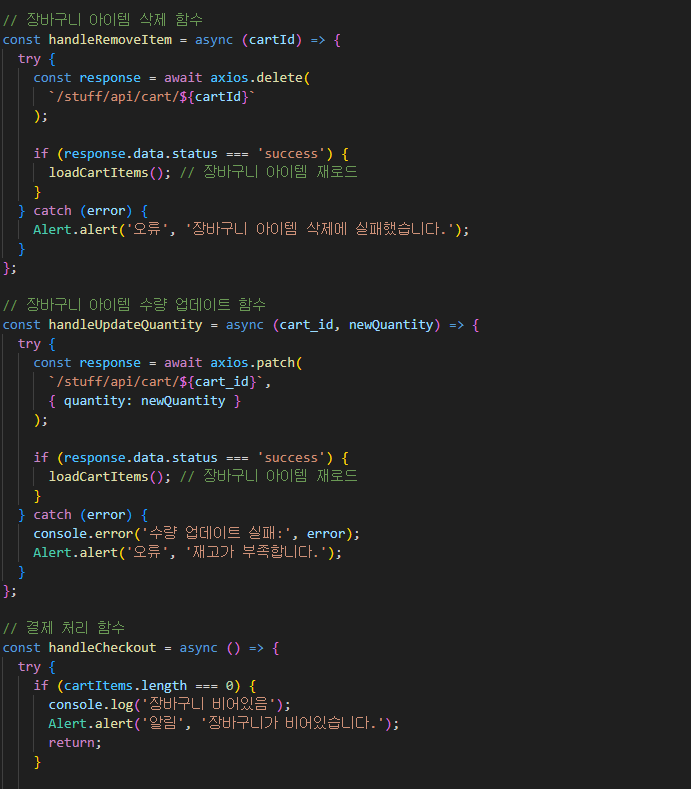 // 장바구니 아이템 삭제 함수
const handleRemoveItem = async (cartId) => {
  try {
    const response = await axios.delete(
      `/stuff/api/cart/${cartId}`
    );

    if (response.data.status === 'success') {
      loadCartItems(); // 장바구니 아이템 재로드
    }
  } catch (error) {
    Alert.alert('오류', '장바구니 아이템 삭제에 실패했습니다.');
  }
};

// 장바구니 아이템 수량 업데이트 함수
const handleUpdateQuantity = async (cart_id, newQuantity) => {
  try {
    const response = await axios.patch(
      `/stuff/api/cart/${cart_id}`,
      { quantity: newQuantity }
    );

    if (response.data.status === 'success') {
      loadCartItems(); // 장바구니 아이템 재로드
    }
  } catch (error) {
    console.error('수량 업데이트 실패:', error);
    Alert.alert('오류', '재고가 부족합니다.');
  }
};

// 결제 처리 함수
const handleCheckout = async () => {
  try {
    if (cartItems.length === 0) {
      console.log('장바구니 비어있음');
      Alert.alert('알림', '장바구니가 비어있습니다.');
      return;
    }